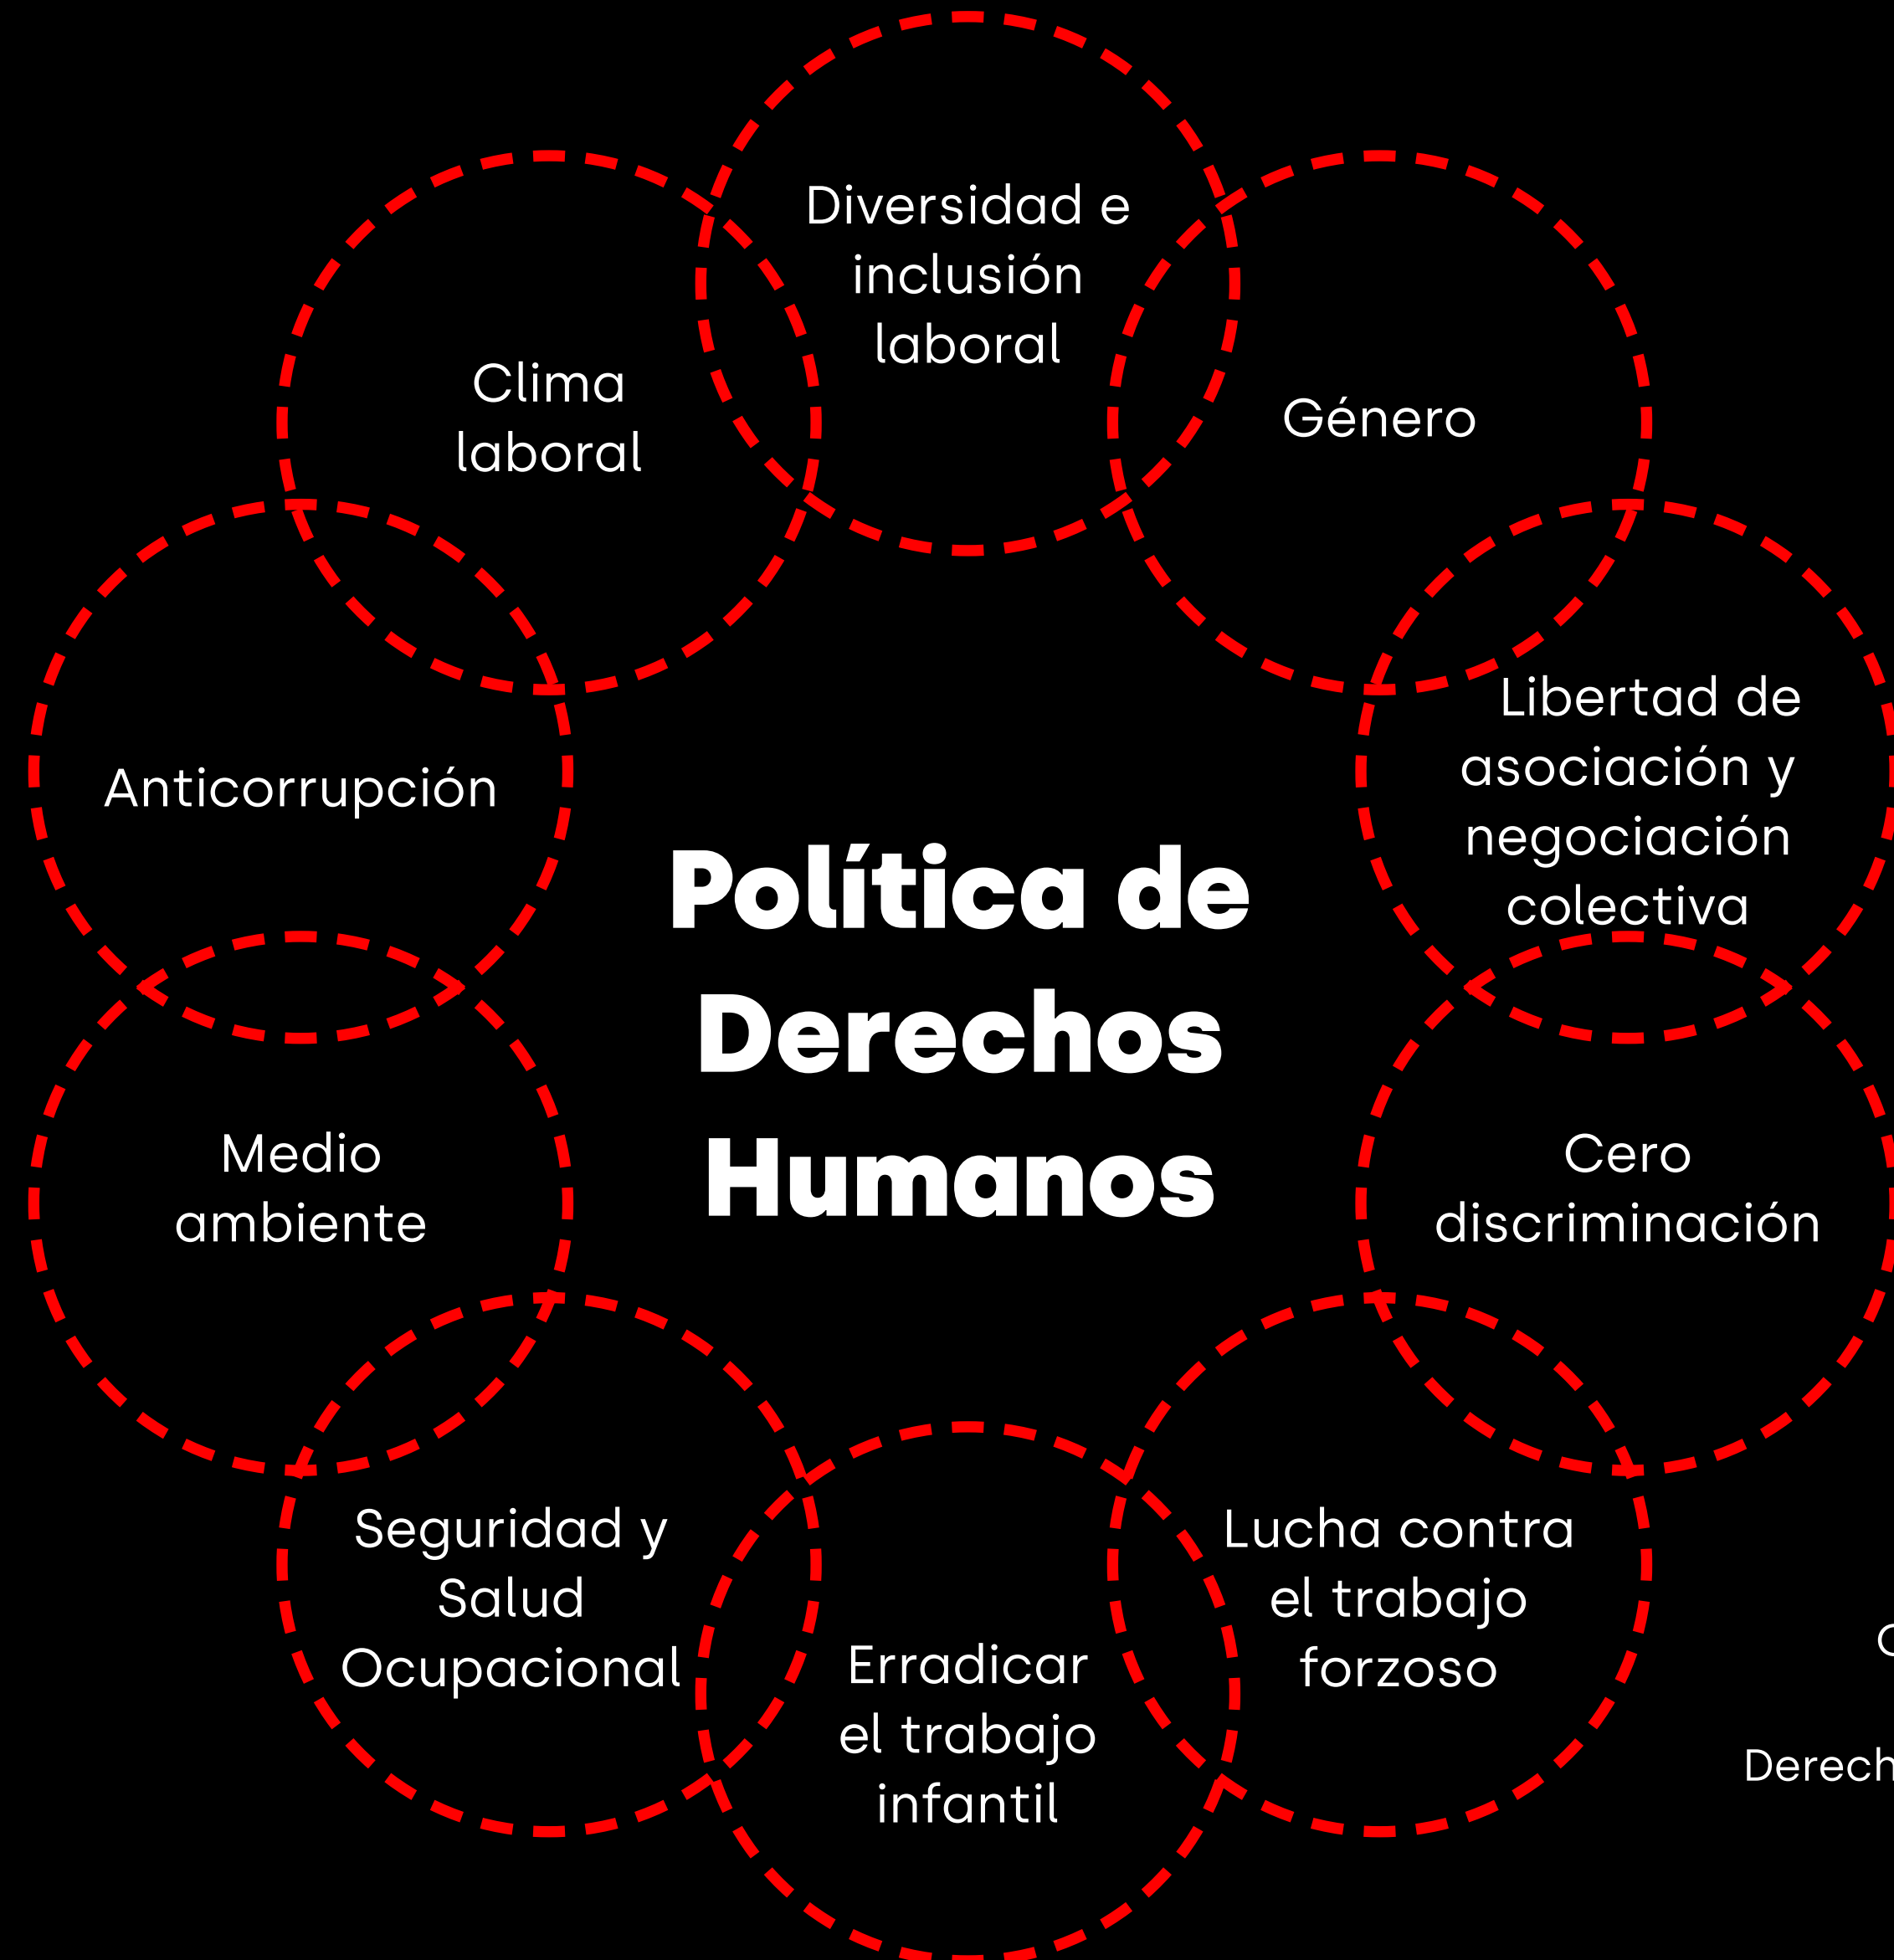 Diversidad e
inclusión
laboral
Clima
laboral
Género
Libertad de
asociación y
negociación
colectiva
Anticorrupción
Política de
Derechos
Humanos
Medio
ambiente
Cero
discriminación
Seguridad y
Salud
Ocupacional
Lucha contra
el trabajo
forzoso
Erradicar
el trabajo
infantil